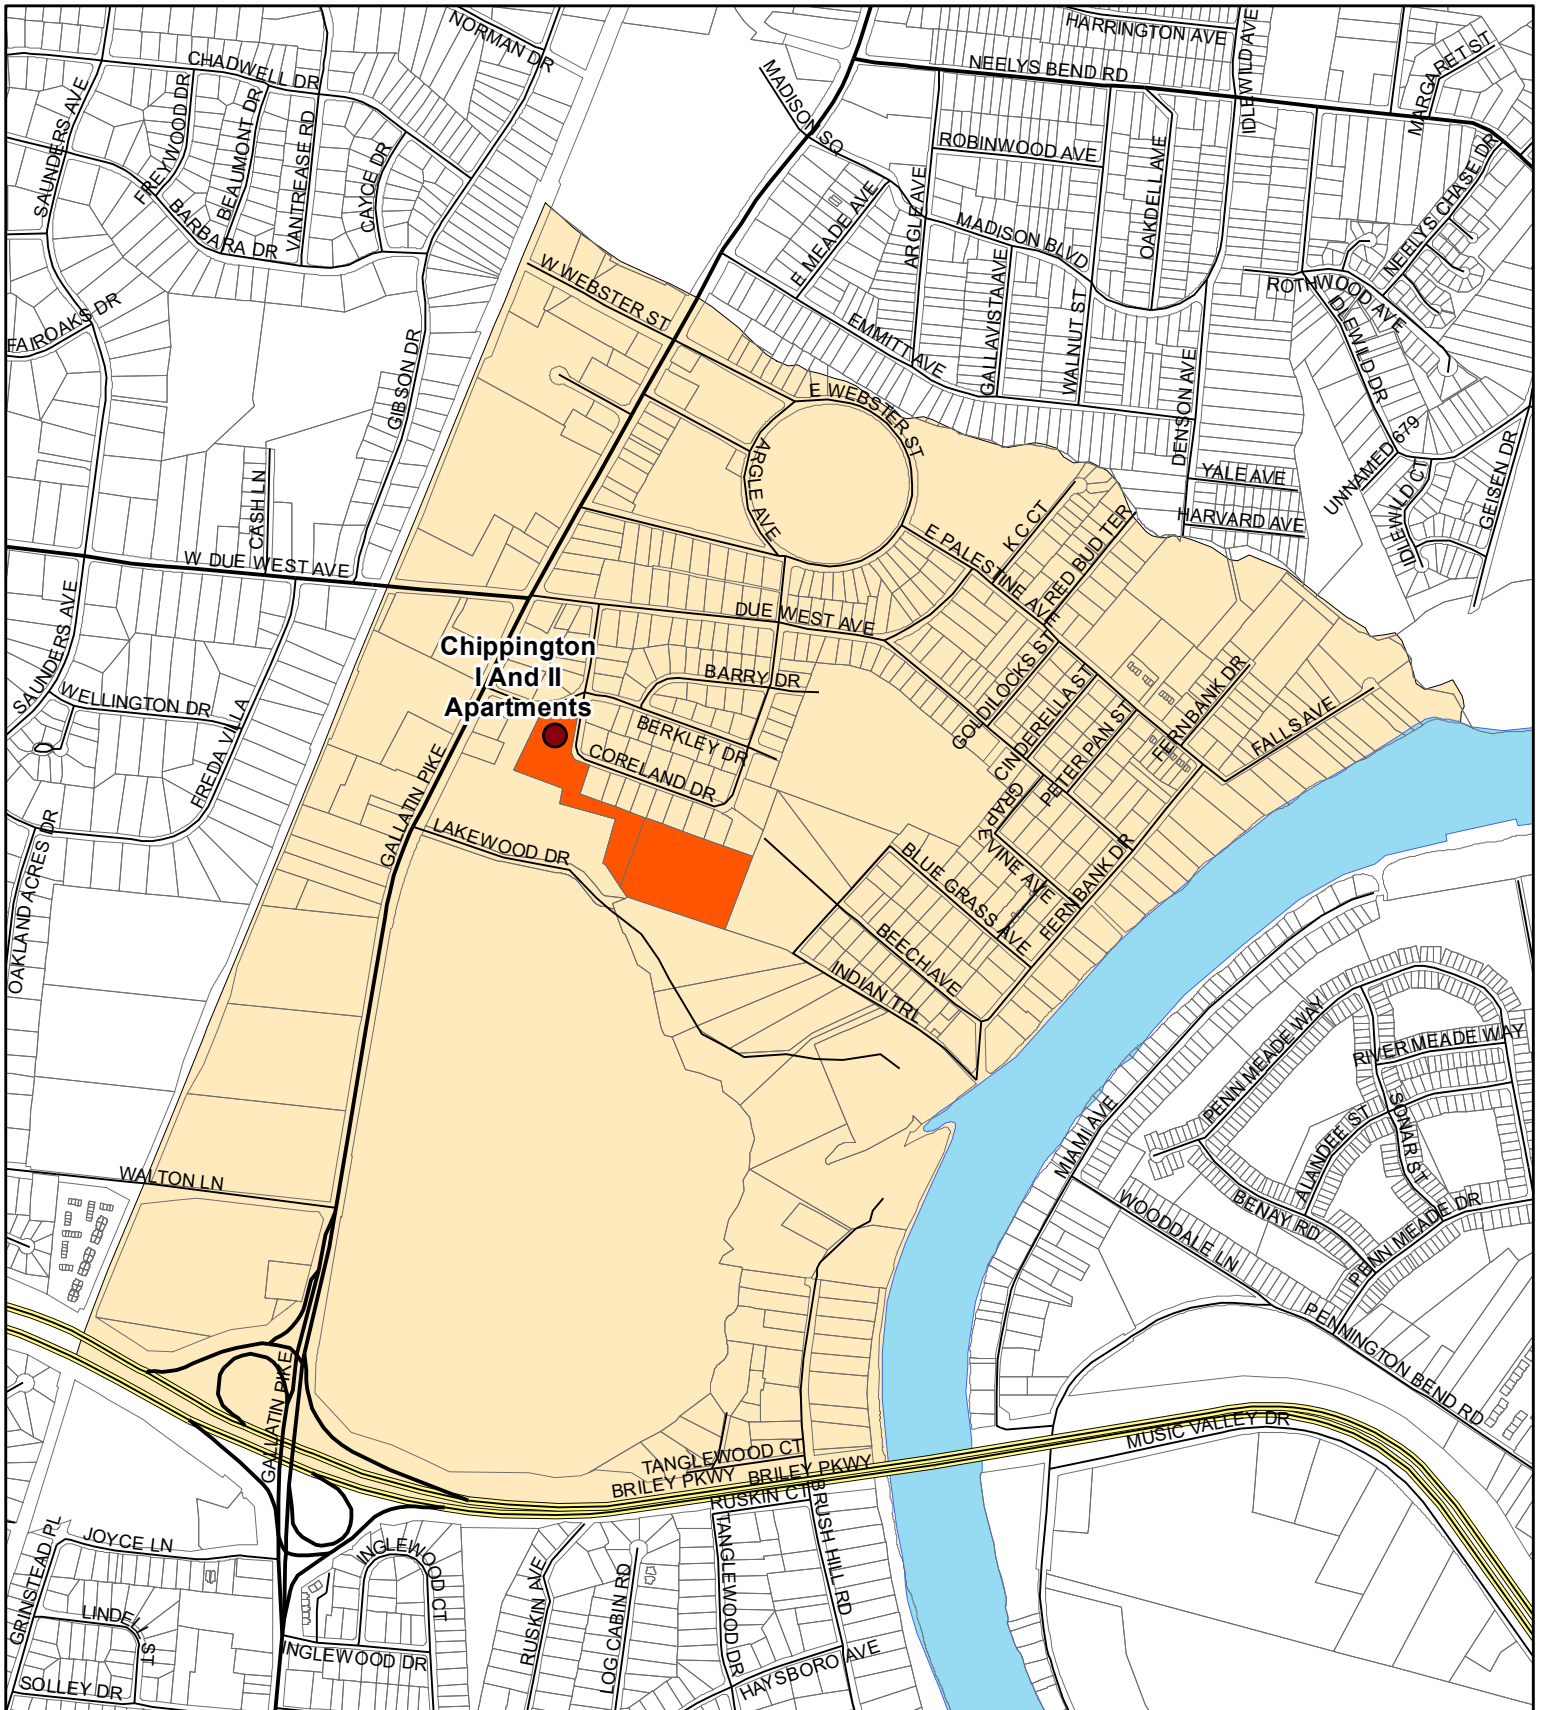 NORMAN DR
HARRINGTON AVE
IDLEWILD AVE
MARGARET ST
CHADWELL DR
NEELYS BEND RD
MADISON SQ
SAUNDERS AVE
FREYWOOD DR
BEAUMONT DR
VANTREASE RD
CAYCE DR
ROBINWOOD AVE
OAKDELL AVE
NEELYS CHASE DR
BARBARA DR
E MEADE AVE
ARGLE AVE
MADISON BLVD
W WEBSTER ST
GALLAVISTA AVE
WALNUT ST
ROTHWOOD AVE
IDLEWILD DR
FAIROAKS DR
GIBSON DR
EMMITT AVE
E WEBSTER ST
DENSON AVE
ARGLE AVE
UNNAMED 679
IDLEWILD CT
GEISEN DR
CASH LN
YALE AVE
HARVARD AVE
K C CT
RED BUD TER
E PALESTINE AVE
W DUE WEST AVE
DUE WEST AVE
SAUNDERS AVE
Chippington
I And II
Apartments
BARRY DR
GOLDILOCKS ST
CINDERELLA ST
PETER PAN ST
FERNBANK DR
FALLS AVE
WELLINGTON DR
FREDA VILLA
BERKLEY DR
CORELAND DR
GALLATIN PIKE
LAKEWOOD DR
GRAPEVINE AVE
BLUE GRASS AVE
FERNBANK DR
OAKLAND ACRES DR
BEECH AVE
INDIAN TRL
PENN MEADE WAY
RIVER MEADE WAY
SONAR ST
ALANDEE ST
MIAMI AVE
WALTON LN
WOODDALE LN
BENAY RD
PENN MEADE DR
PENNINGTON BEND RD
GALLATIN PIKE
MUSIC VALLEY DR
TANGLEWOOD CT
BRILEY PKWY
BRILEY PKWY
RUSKIN CT
BRUSH HILL RD
GRINSTEAD PL
JOYCE LN
INGLEWOOD CT
RUSKIN AVE
LOG CABIN RD
TANGLEWOOD DR
LINDELL ST
INGLEWOOD DR
HAYSBORO AVE
SOLLEY DR